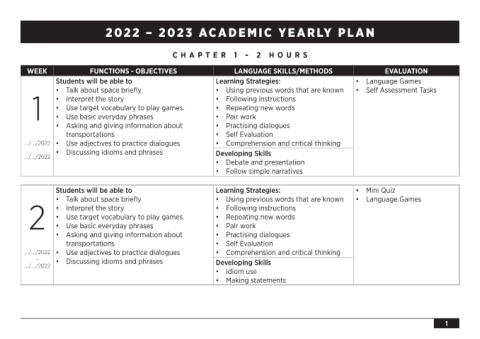 2022 – 2023 ACADEMIC YEARLY PLAN
CHAPTER 1 - 2 HOURS
WEEK
FUNCTIONS - OBJECTIVES
LANGUAGE SKILLS/METHODS
EVALUATION
1
.../.../2022
–
.../.../2022
Students will be able to
• Talk about space briefly
• Interpret the story
• Use target vocabulary to play games.
• Use basic everyday phrases
• Asking and giving information about
transportations
• Use adjectives to practice dialogues
• Discussing idioms and phrases
Learning Strategies:
• Using previous words that are known
• Following instructions
• Repeating new words
• Pair work
• Practising dialogues
• Self Evaluation
• Comprehension and critical thinking
Developing Skills
• Debate and presentation
• Follow simple narratives
• Language Games
• Self Assessment Tasks
2
.../.../2022
–
.../.../2022
Students will be able to
• Talk about space briefly
• Interpret the story
• Use target vocabulary to play games.
• Use basic everyday phrases
• Asking and giving information about
transportations
• Use adjectives to practice dialogues
• Discussing idioms and phrases
Learning Strategies:
• Using previous words that are known
• Following instructions
• Repeating new words
• Pair work
• Practising dialogues
• Self Evaluation
• Comprehension and critical thinking
Developing Skills
• Idiom use
• Making statements
• Mini Quiz
• Language Games
1